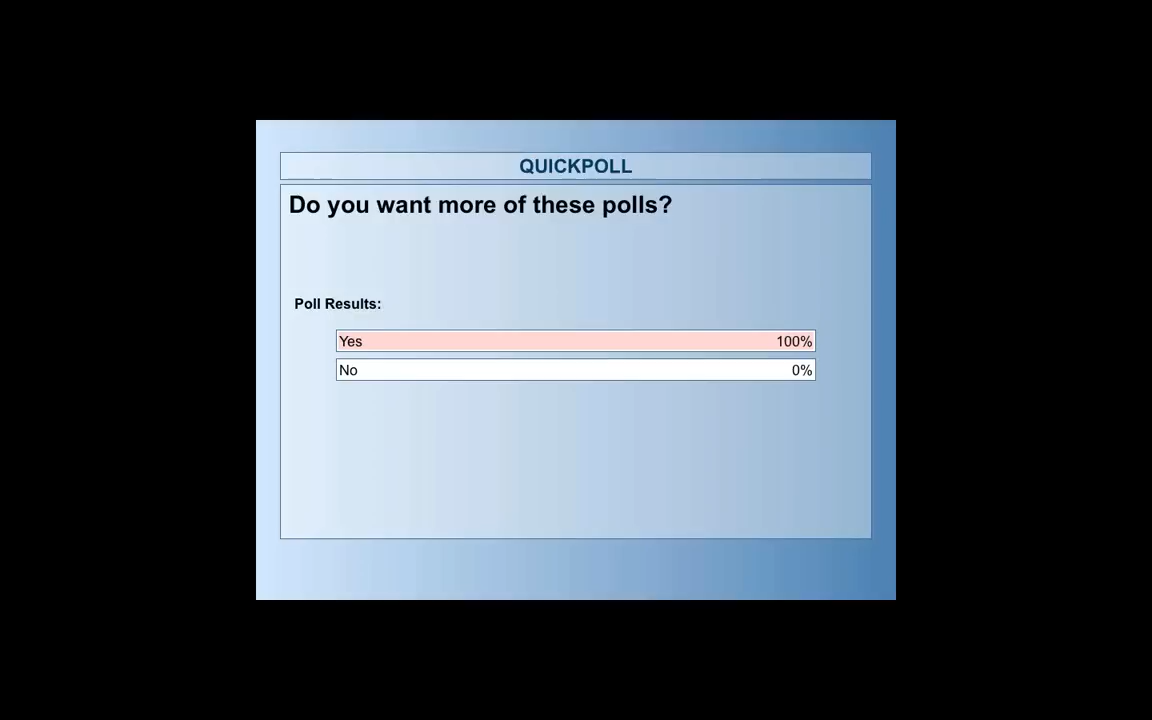 QUICKPOLL
Do you want more of these polls?
Poll Results:
Yes 100%
No 0%